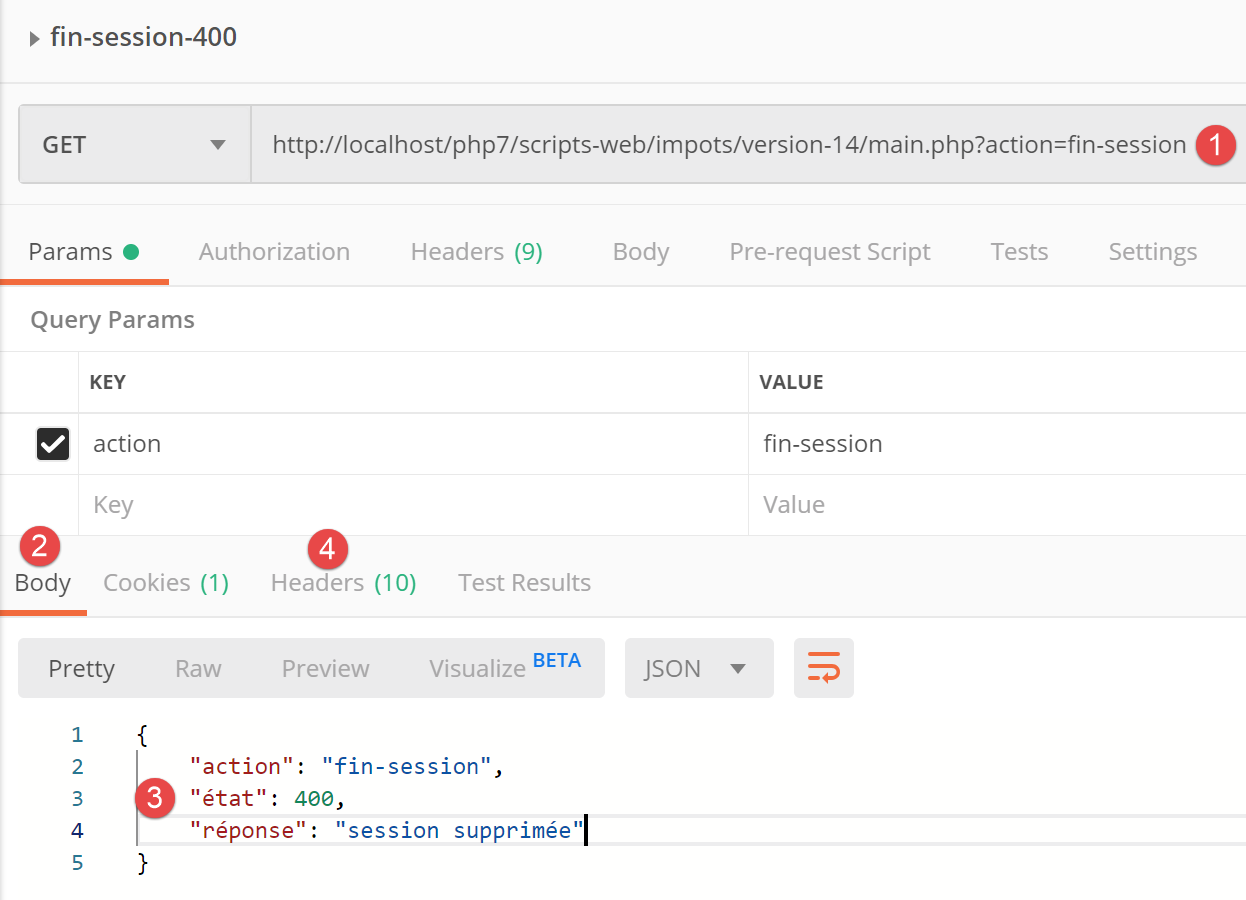 fin-session-400
GET http://localhost/php7/scripts-web/impots/version-14/main.php?action=fin-session 1
Params Authorization Headers (9) Body Pre-request Script Tests Settings
Query Params
KEY VALUE
action fin-session
Key Value
2 4
Body Cookies (1) Headers (10) Test Results
Pretty Raw Preview Visualize BETA JSON
1 {
2 "action": "fin-session",
3 3 "état": 400,
4 "réponse": "session supprimée"
5 }